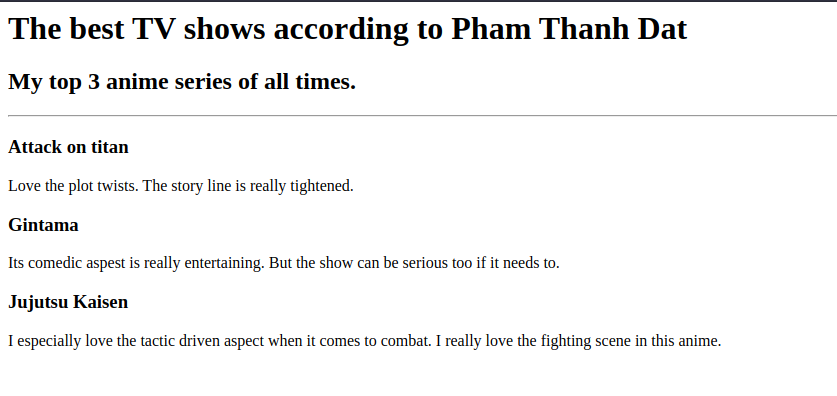 The best TV shows according to Pham Thanh Dat
My top 3 anime series of all times.
Attack on titan
Love the plot twists. The story line is really tightened.
Gintama
Its comedic aspest is really entertaining. But the show can be serious too if it needs to.
Jujutsu Kaisen
I especially love the tactic driven aspect when it comes to combat. I really love the fighting scene in this anime.